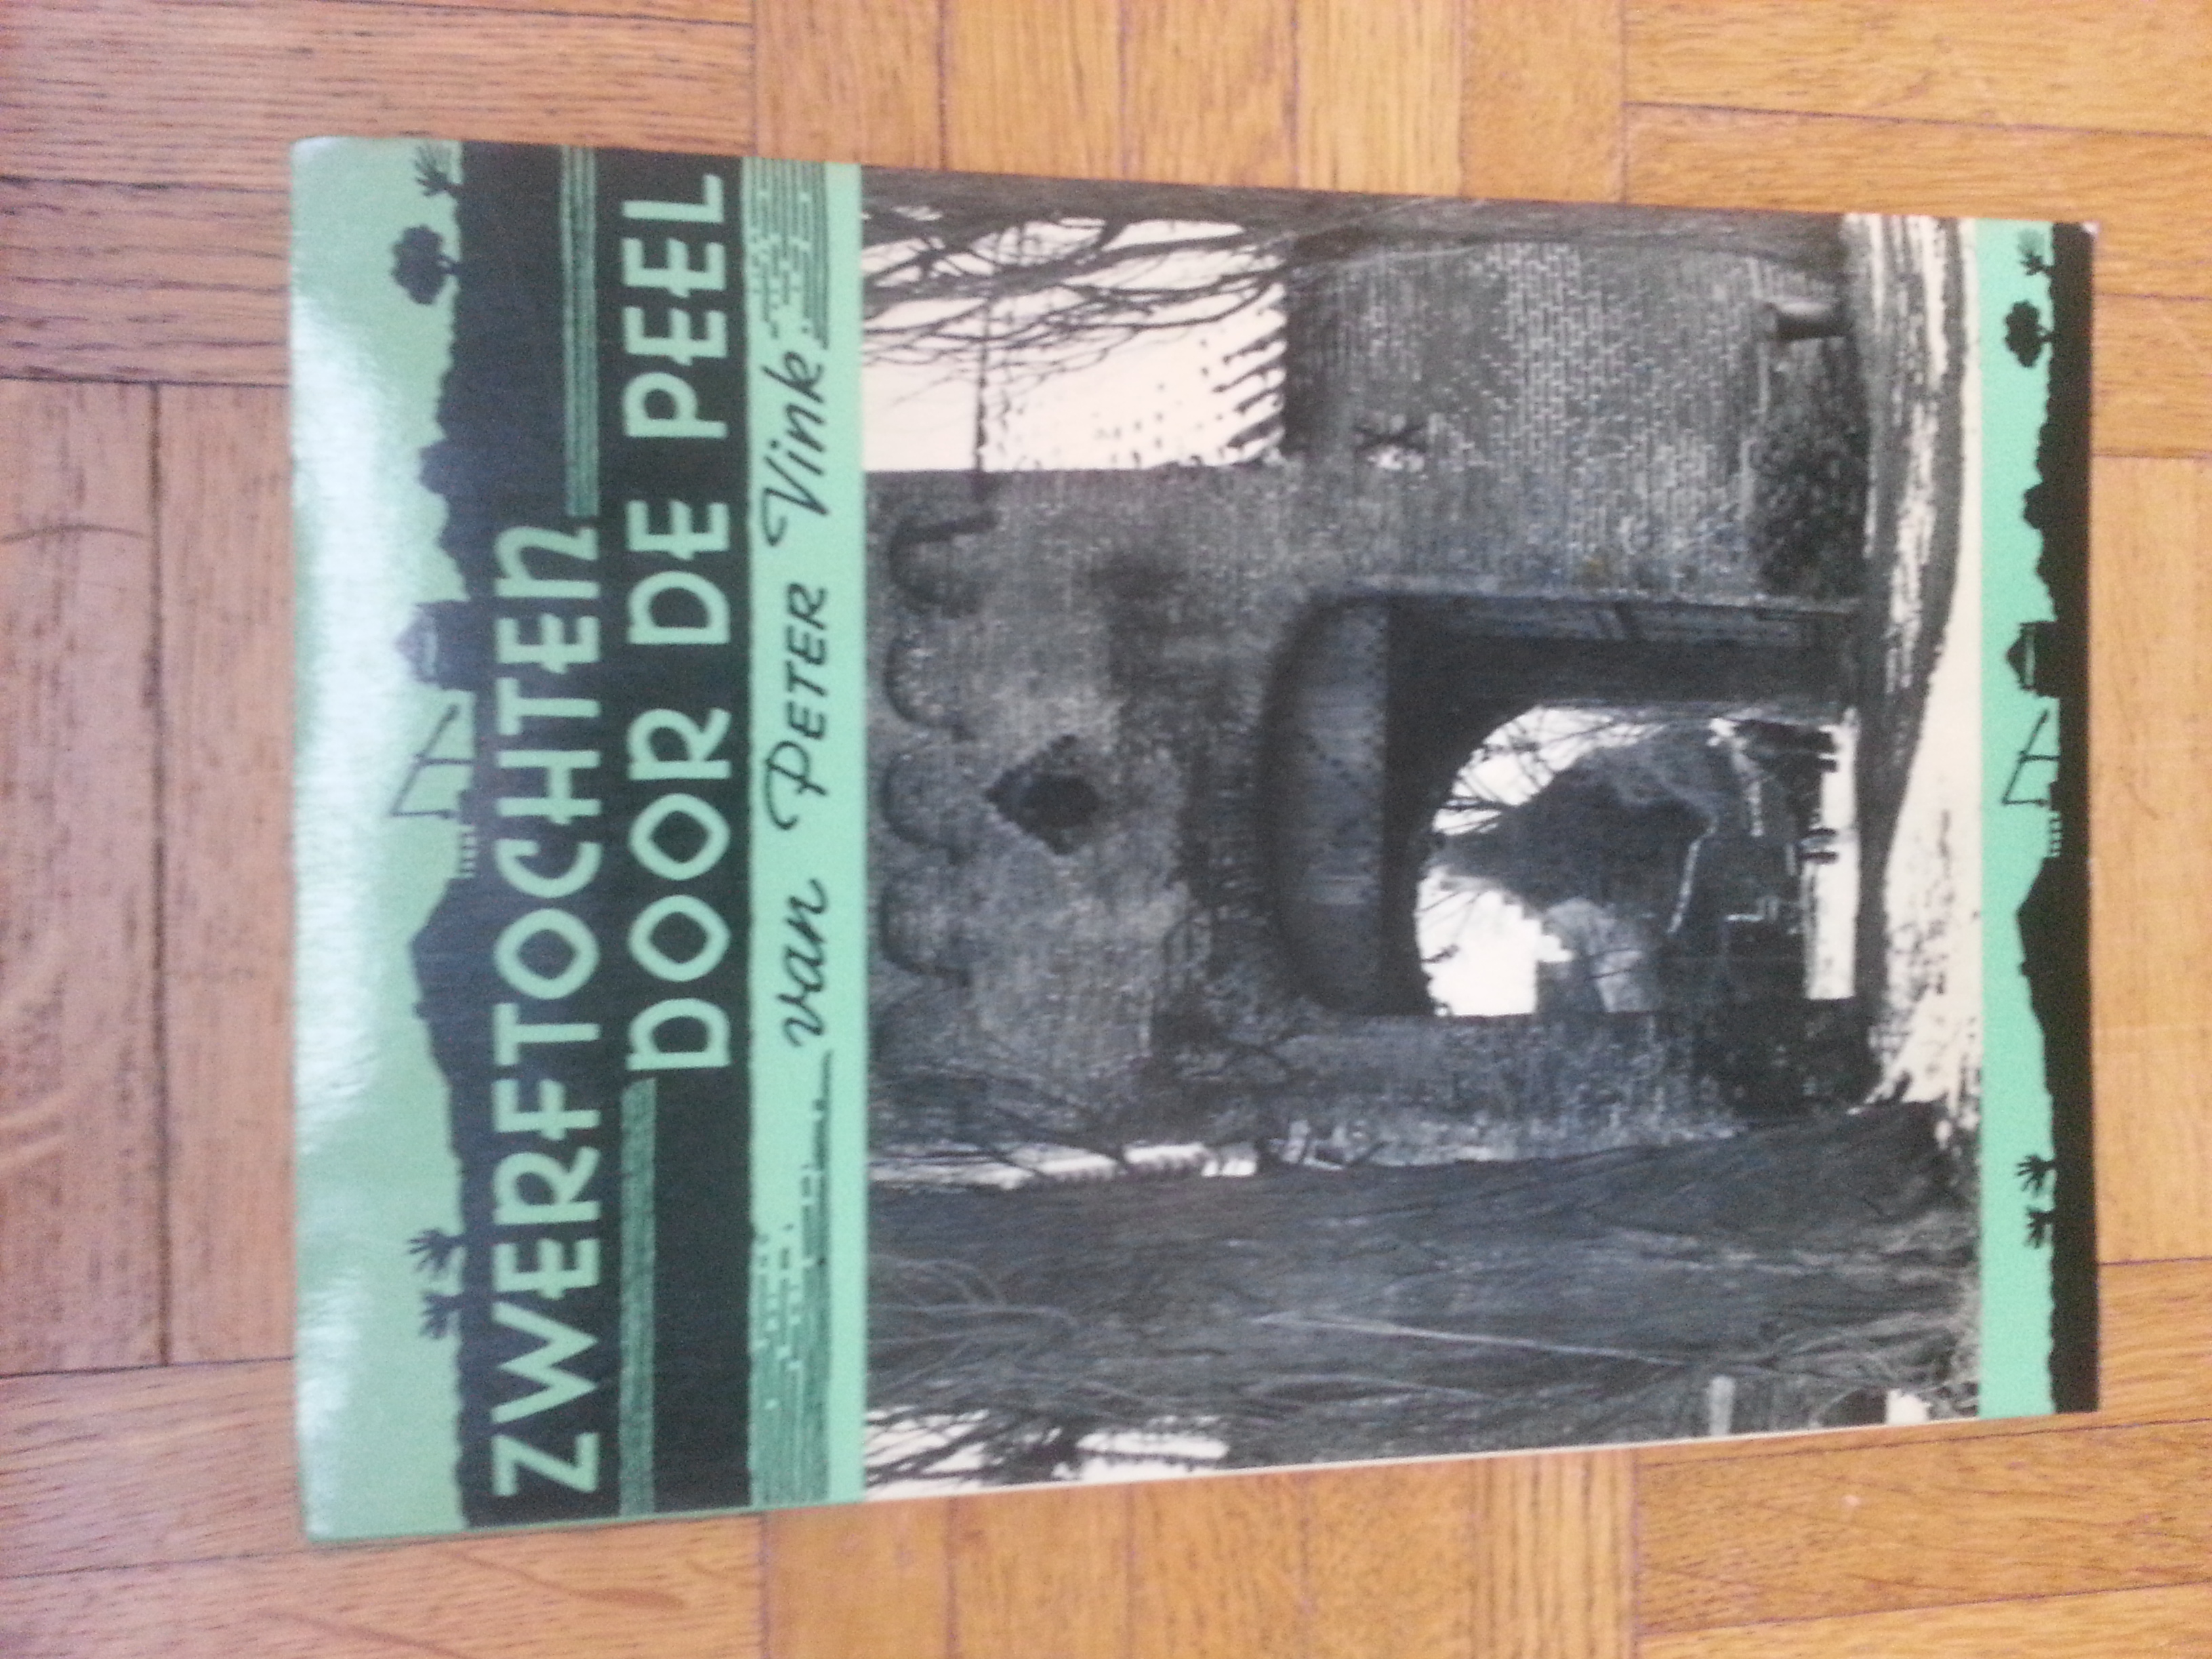 ZWERFTOCHTEN
DOOR DE PEEL
van PETER Vink.